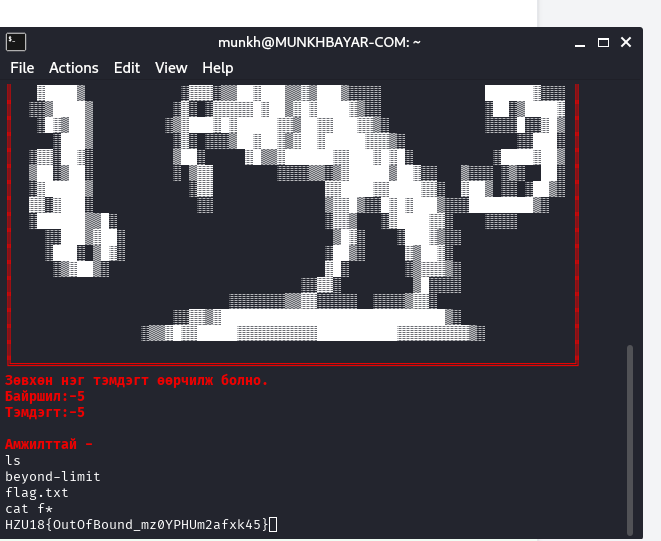 munkh@MUNKHBAYAR-COM: ~
File Actions Edit View Help
Зөвхөн нэг тэмдэгт өөрчилж болно.
Байршил:-5
Тэмдэгт:-5
Амжилттай -
ls
beyond-limit
flag.txt
cat f*
HZU18{OutOfBound_mz0YPHUm2afxk45}